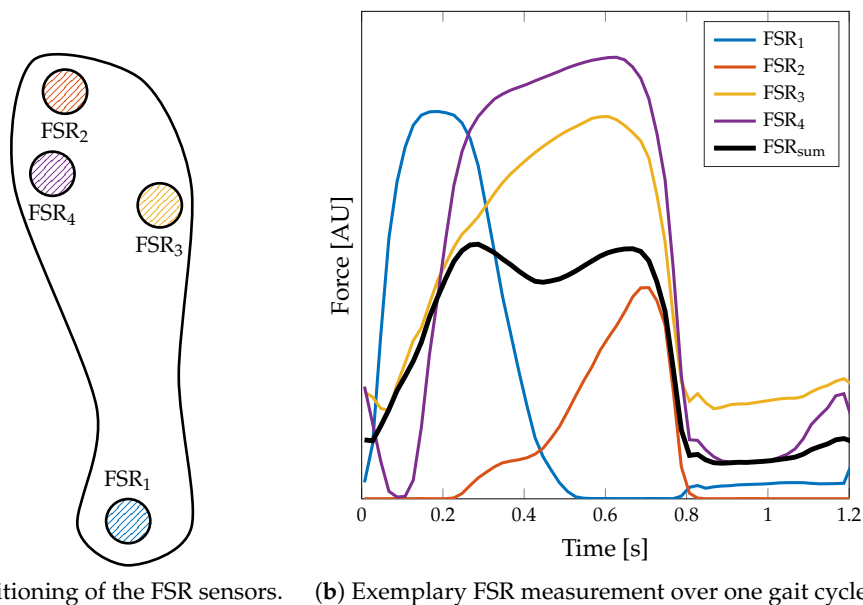 FSR2
FSR4
FSR3
FSR1
Force [AU]
FSR1
FSR2
FSR3
FSR4
FSRsum
0
0.2
0.4
0.6
0.8
1
1.2
Time [s]
itioning of the FSR sensors.
(b) Exemplary FSR measurement over one gait cycle